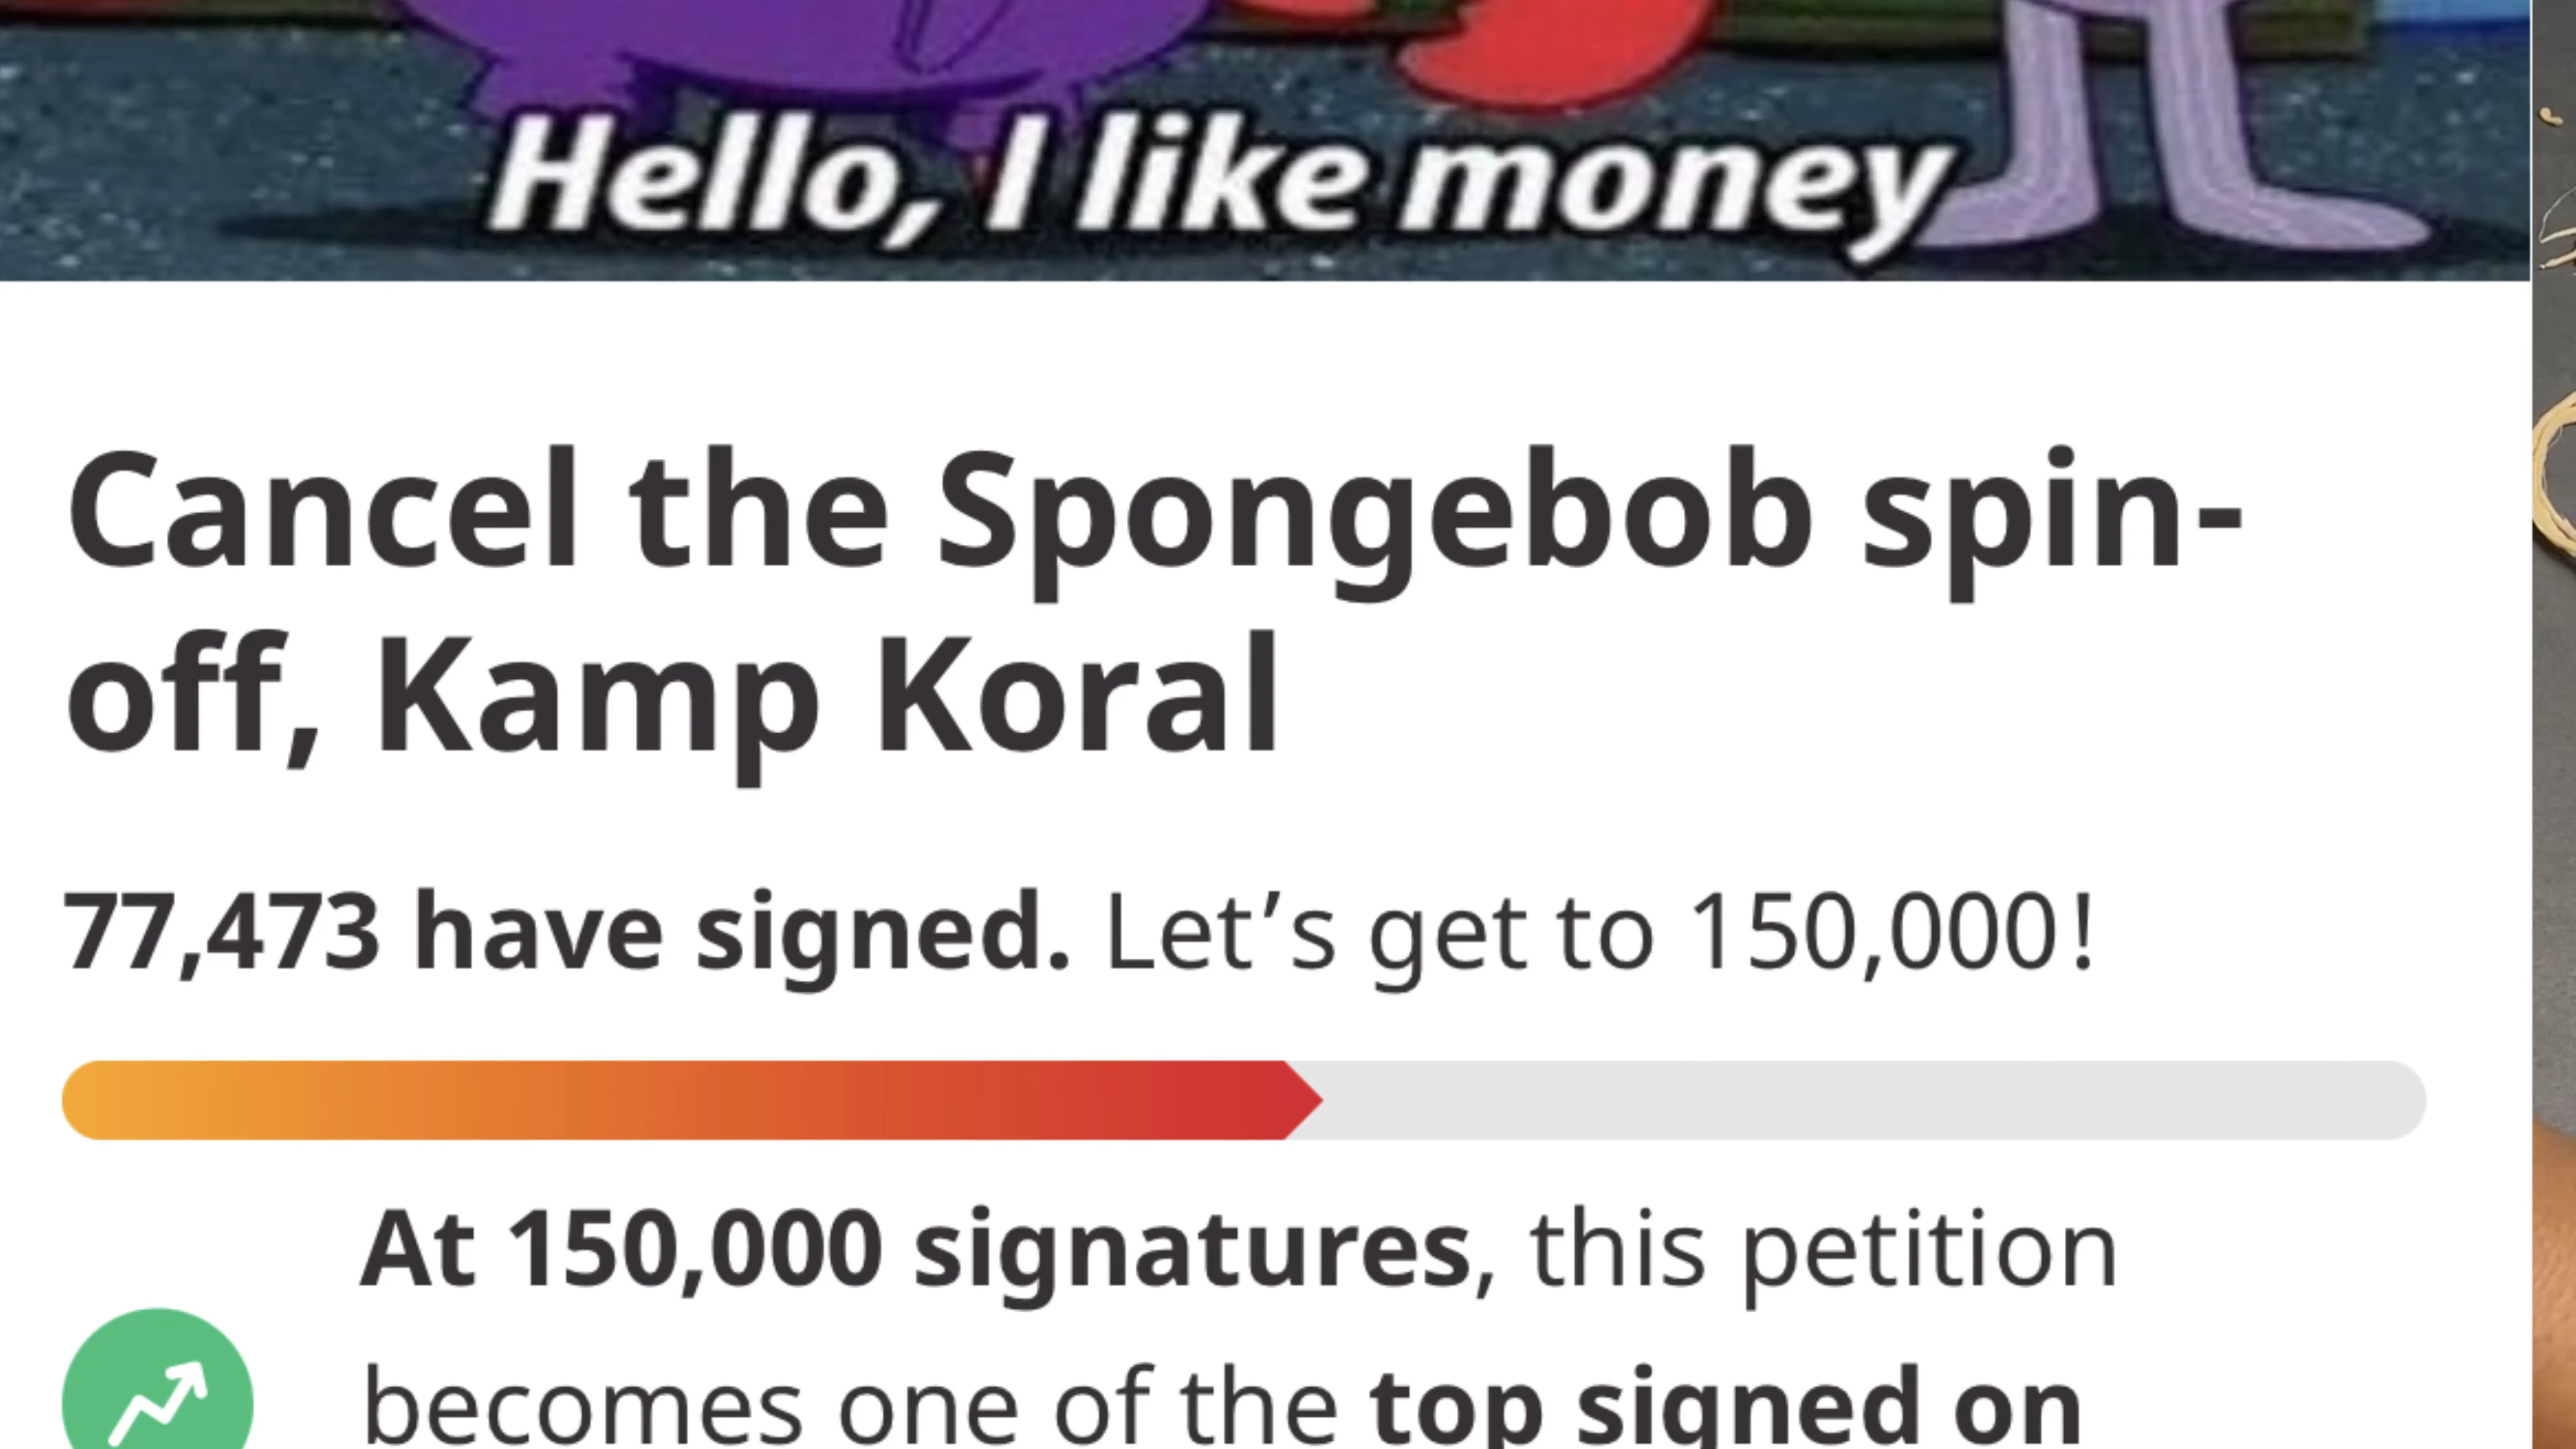 Hello, I like money
Cancel the Spongebob spin-
off, Kamp Koral
77,473 have signed. Let’s get to 150,000!
At 150,000 signatures, this petition
becomes one of the top signed on